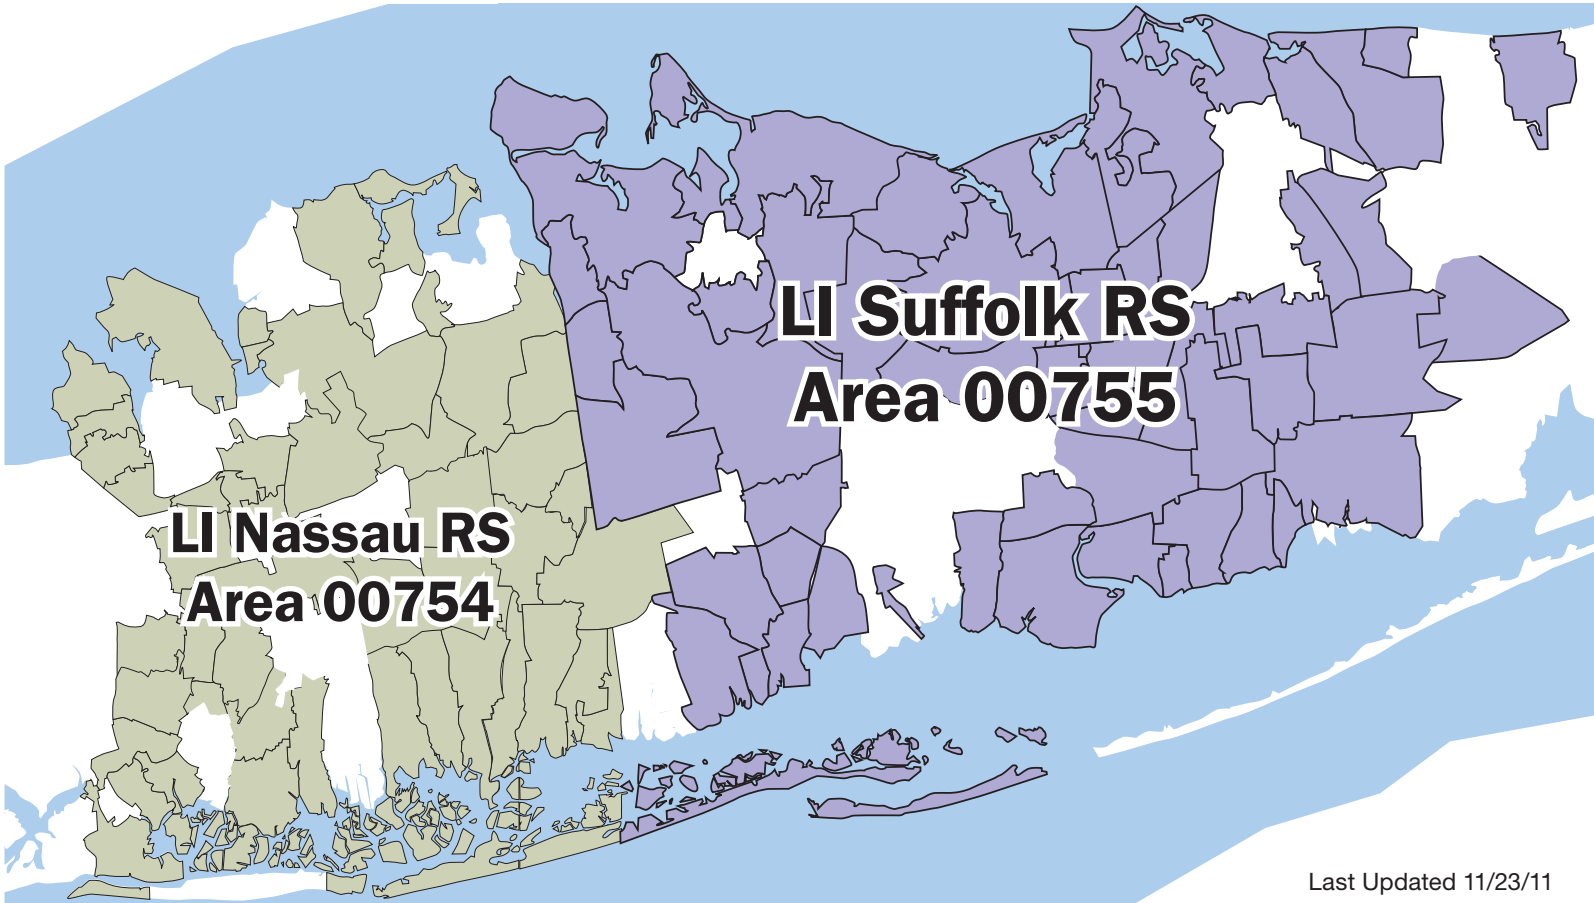 LI Suffolk RS
Area 00755
LI Nassau RS
Area 00754
Last Updated 11/23/11